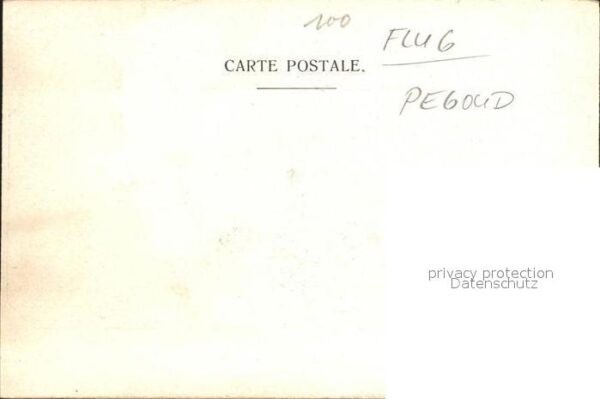 100
FLUG
CARTE POSTALE.
PEGOUD
privacy protection
Datenschutz